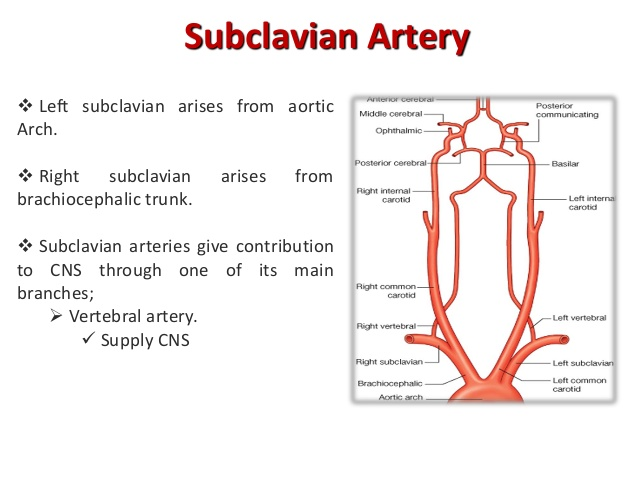 Subclavian Artery
❖ Left subclavian arises from aortic
Arch.
❖ Right subclavian arises from
brachiocephalic trunk.
❖ Subclavian arteries give contribution
to CNS through one of its main
branches;
➢ Vertebral artery.
✓ Supply CNS
Anterior cerebral
Middle cerebral
Ophthalmic
Posterior cerebral
Right internal
carotid
Right common
carotid
Right vertebral
Right subclavian
Brachiocephalic
Aortic arch
Posterior
communicating
Basilar
Left interna
carotid
Left vertebral
Left subclavian
Left common
carotid